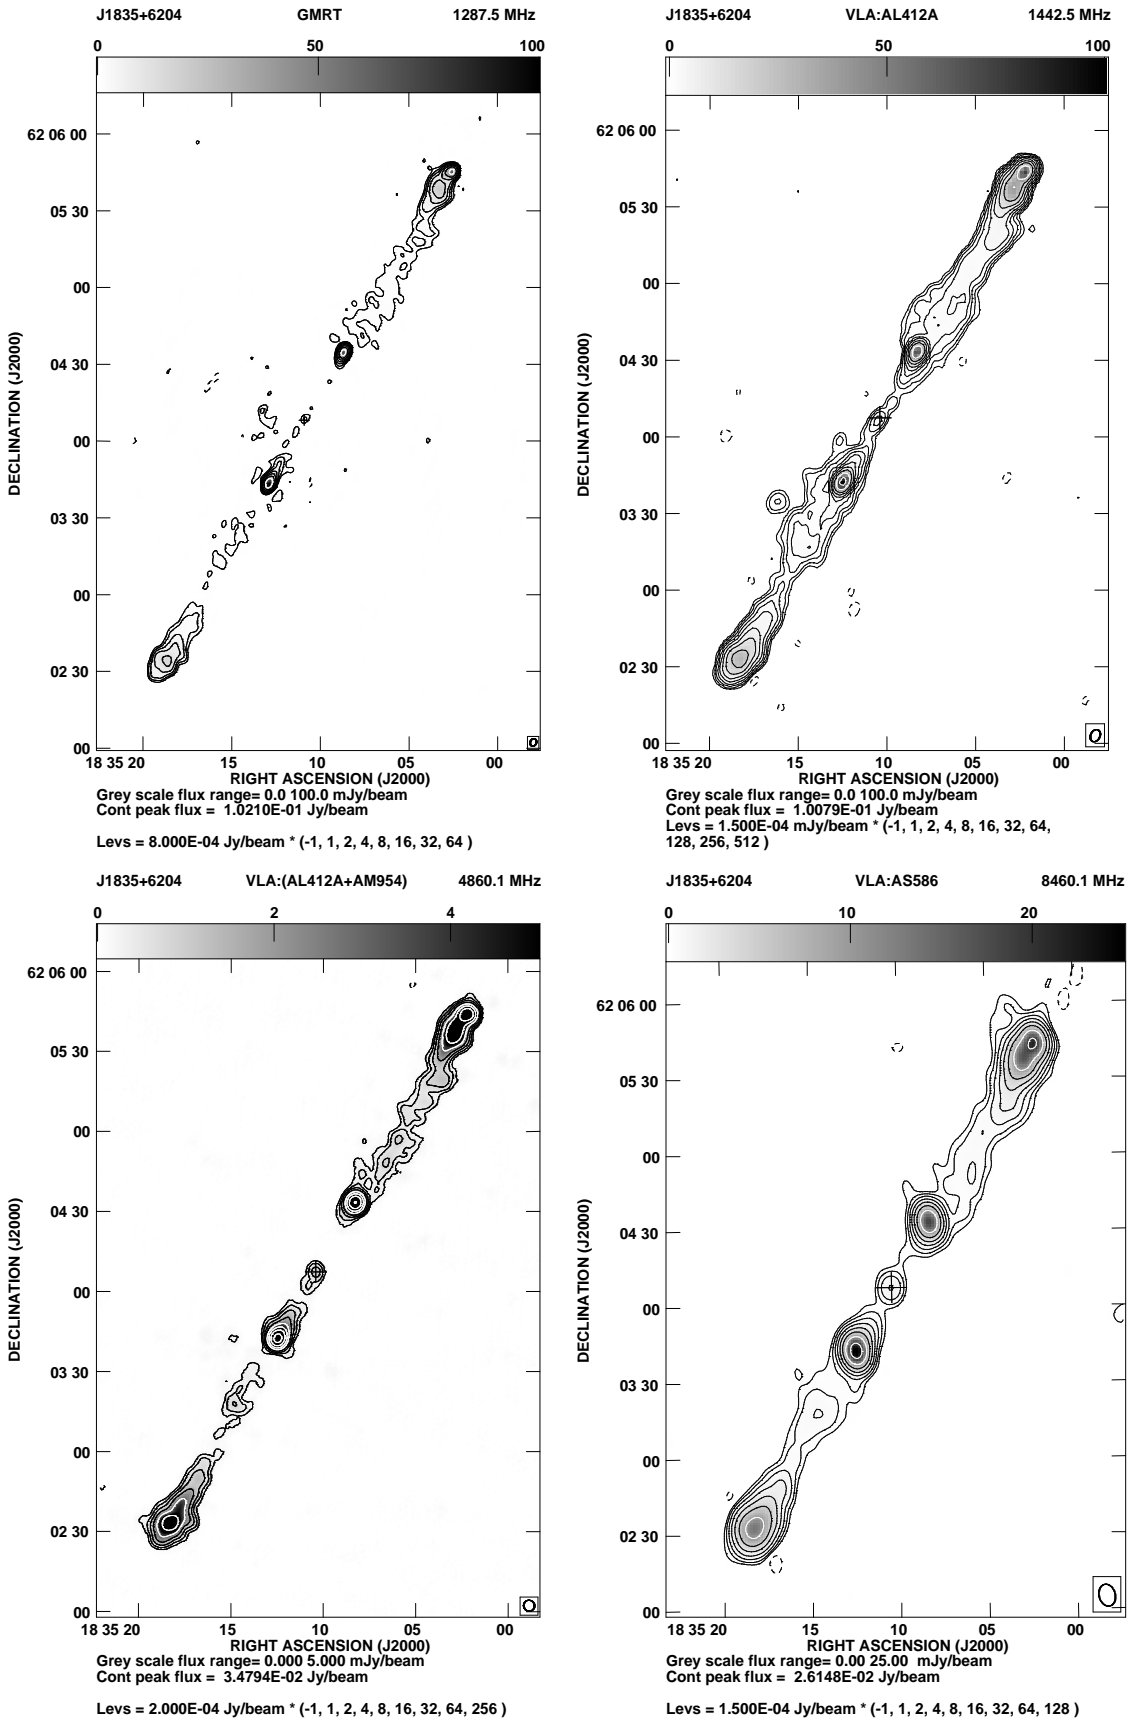 J1835+6204 GMRT 1287.5 MHz
0 50 100
62 06 00
05 30
00
04 30
00
03 30
00
02 30
00
DECLINATION (J2000)
18 35 20 15 10 05 00
RIGHT ASCENSION (J2000)
Grey scale flux range= 0.0 100.0 mJy/beam
Cont peak flux = 1.0210E-01 Jy/beam
Levs = 8.000E-04 Jy/beam * (-1, 1, 2, 4, 8, 16, 32, 64 )
J1835+6204 VLA:AL412A 1442.5 MHz
0 50 100
62 06 00
05 30
00
04 30
00
03 30
00
02 30
00
DECLINATION (J2000)
18 35 20 15 10 05 00
RIGHT ASCENSION (J2000)
Grey scale flux range= 0.0 100.0 mJy/beam
Cont peak flux = 1.0079E-01 Jy/beam
Levs = 1.500E-04 mJy/beam * (-1, 1, 2, 4, 8, 16, 32, 64,
128, 256, 512 )
J1835+6204 VLA:(AL412A+AM954) 4860.1 MHz
0 2 4
62 06 00
05 30
00
04 30
00
03 30
00
02 30
00
DECLINATION (J2000)
18 35 20 15 10 05 00
RIGHT ASCENSION (J2000)
Grey scale flux range= 0.000 5.000 mJy/beam
Cont peak flux = 3.4794E-02 Jy/beam
Levs = 2.000E-04 Jy/beam * (-1, 1, 2, 4, 8, 16, 32, 64, 256 )
J1835+6204 VLA:AS586 8460.1 MHz
0 10 20
62 06 00
05 30
00
04 30
00
03 30
00
02 30
00
DECLINATION (J2000)
18 35 20 15 10 05 00
RIGHT ASCENSION (J2000)
Grey scale flux range= 0.00 25.00 mJy/beam
Cont peak flux = 2.6148E-02 Jy/beam
Levs = 1.500E-04 Jy/beam * (-1, 1, 2, 4, 8, 16, 32, 64, 128 )